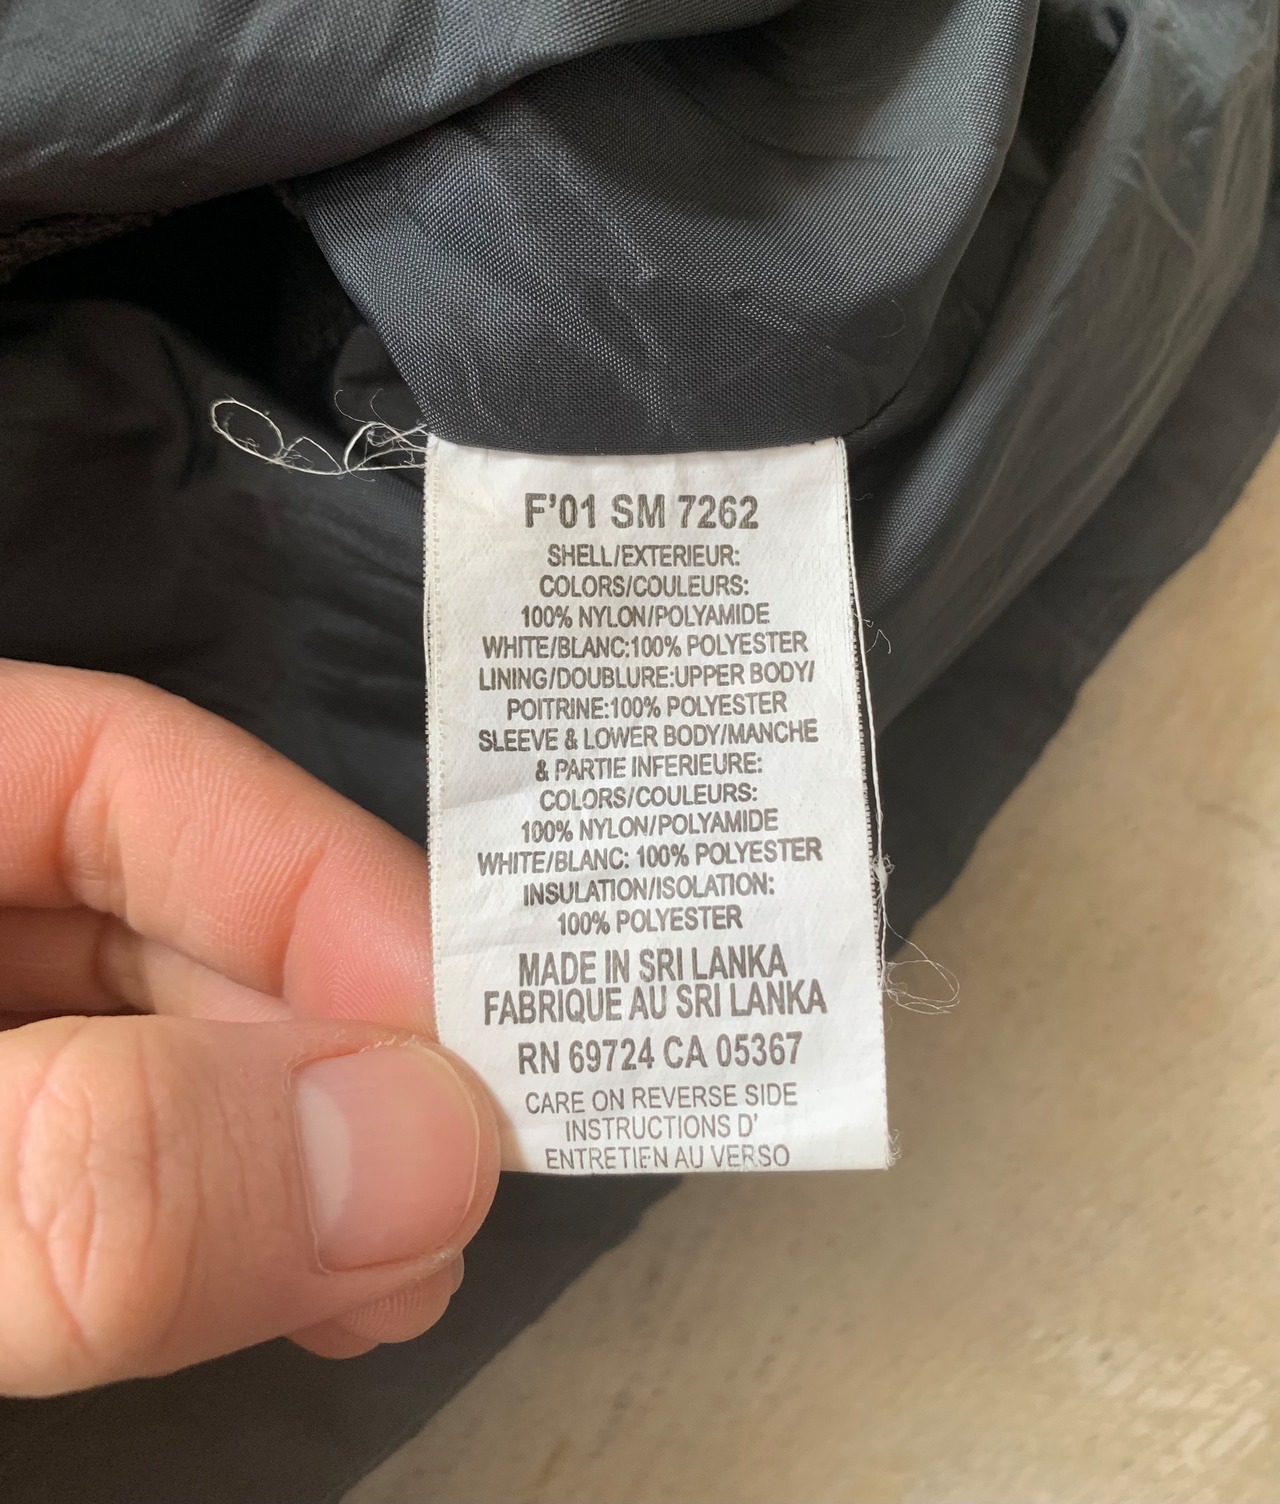 F'01 SM 7262
SHELL/EXTERIEUR:
COLORS/COULEURS:
100% NYLON/POLYAMIDE
WHITE/BLANC:100% POLYESTER
LINING/DOUBLURE:UPPER BODY/
POITRINE:100% POLYESTER
SLEEVE & LOWER BODY/MANCHE
& PARTIE INFERIEURE:
COLORS/COULEURS:
100% NYLON/POLYAMIDE
WHITE/BLANC: 100% POLYESTER
INSULATION/ISOLATION:
100% POLYESTER
MADE IN SRI LANKA
FABRIQUE AU SRI LANKA
RN 69724 CA 05367
CARE ON REVERSE SIDE
INSTRUCTIONS D'
ENTRETIEN AU VERSO